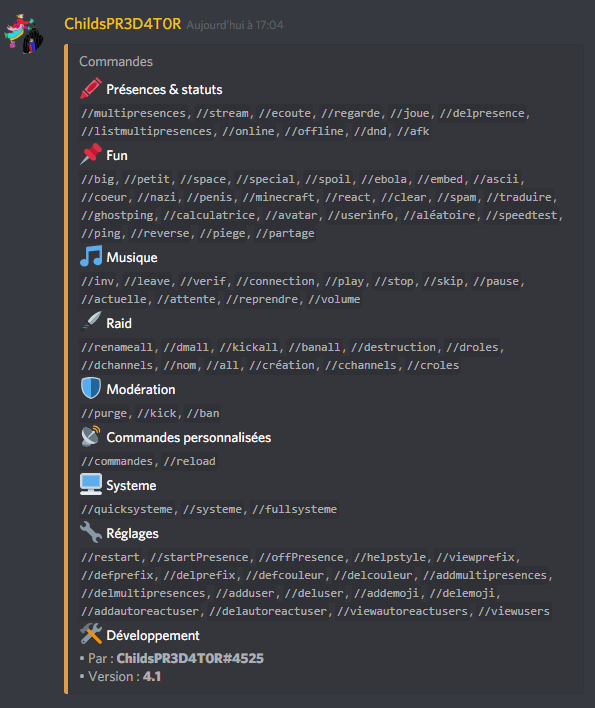 ChildsPR3D4T0R Aujourd'hui à 17:04
Commandes
Présences & statuts
//multipresences, //stream, //ecoute, //regarde, //joue, //delpresence,
//listmultipresences, //online, //offline, //dnd, //afk
Fun
//big, //petit, //space, //special, //spoil, //ebola, //embed, //ascii,
//coeur, //nazi, //penis, //minecraft, //react, //clear, //spam, //traduire,
//ghostping, //calculatrice, //avatar, //userinfo, //aléatoire, //speedtest,
//ping, //reverse, //piege, //partage
Musique
//inv, //leave, //verif, //connection, //play, //stop, //skip, //pause,
//actuelle, //attente, //reprendre, //volume
Raid
//renameall, //dmall, //kickall, //banall, //destruction, //droles,
//dchannels, //nom, //all, //création, //cchannels, //croles
Modération
//purge, //kick, //ban
Commandes personnalisées
//commandes, //reload
Systeme
//quicksysteme, //systeme, //fullsysteme
Réglages
//restart, //startPresence, //offPresence, //helpstyle, //viewprefix,
//defprefix, //delprefix, //defcouleur, //delcouleur, //addmultipresences,
//delmultipresences, //adduser, //deluser, //addemoji, //delemoji,
//addautoreactuser, //delautoreactuser, //viewautoreactusers, //viewusers
Développement
• Par : ChildsPR3D4T0R#4525
• Version : 4.1